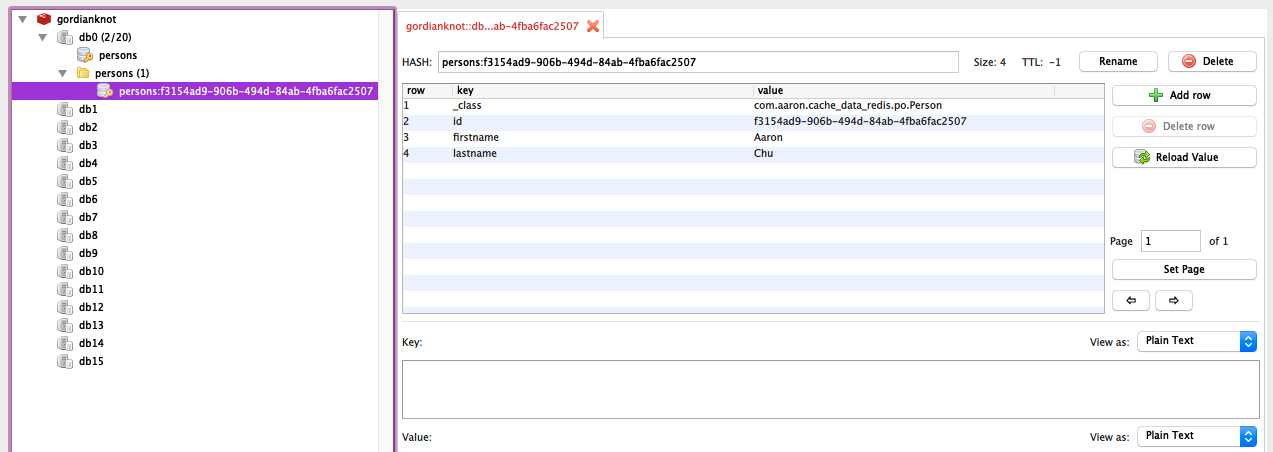 gordianknot
db0 (2/20)
persons
persons (1)
persons:f3154ad9-906b-494d-84ab-4fba6fac2507
db1
db2
db3
db4
db5
db6
db7
db8
db9
db10
db11
db12
db13
db14
db15
gordianknot::db...ab-4fba6fac2507
HASH: persons:f3154ad9-906b-494d-84ab-4fba6fac2507 Size: 4 TTL: -1 Rename Delete
row key value
1 _class com.aaron.cache_data_redis.po.Person
2 id f3154ad9-906b-494d-84ab-4fba6fac2507
3 firstname Aaron
4 lastname Chu
Add row
Delete row
Reload Value
Page 1 of 1
Set Page
Key: View as: Plain Text
Value: View as: Plain Text